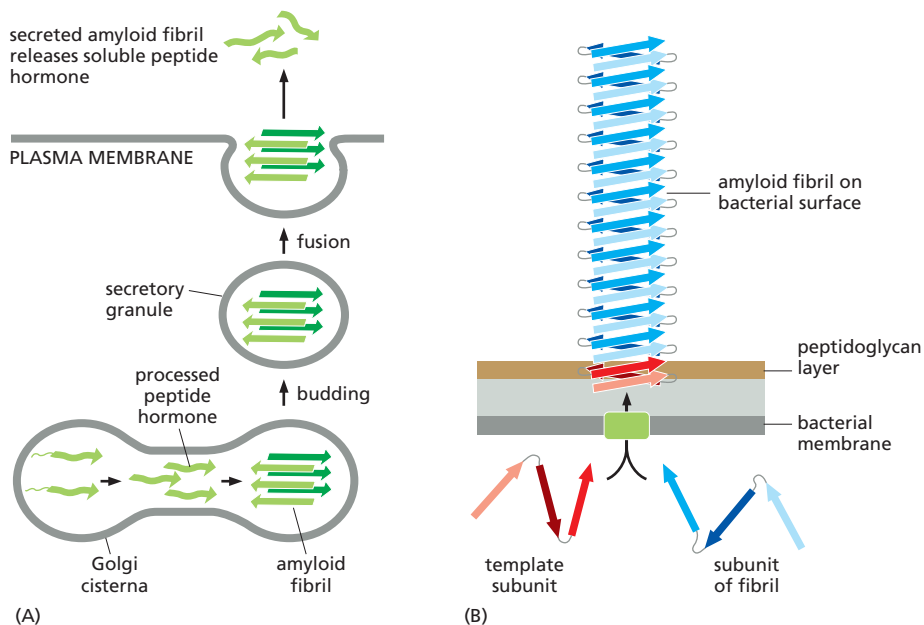 secreted amyloid fibril
releases soluble peptide
hormone
PLASMA MEMBRANE
fusion
secretory
granule
processed
peptide
hormone
budding
Golgi
cisterna
amyloid
fibril
(A)
amyloid fibril on
bacterial surface
peptidoglycan
layer
bacterial
membrane
template
subunit
subunit
of fibril
(B)